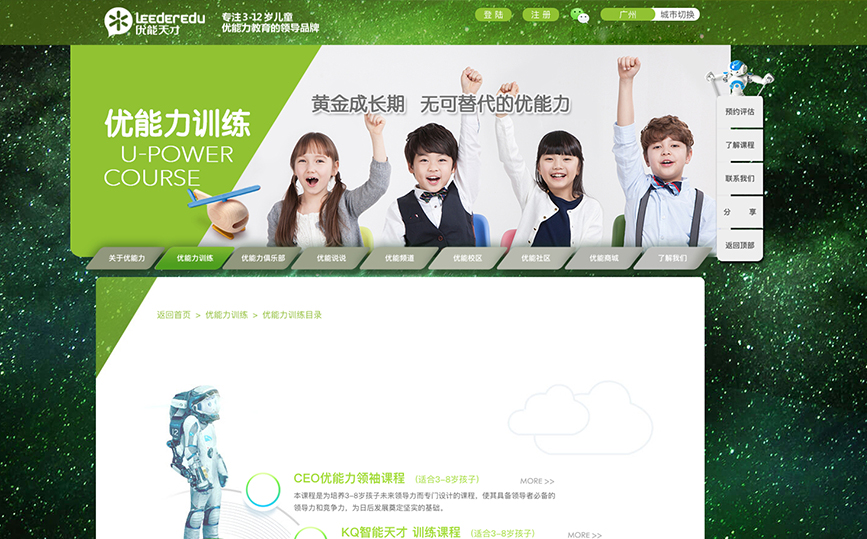 Leederedu
优能天才
专注3-12岁儿童
优能力教育的领导品牌
登 陆
注 册
广州
城市切换
优能力训练
U-POWER
COURSE
黄金成长期 无可替代的优能力
预约评估
了解课程
联系我们
分 享
返回顶部
关于优能力
优能力训练
优能力俱乐部
优能说说
优能频道
优能校区
优能社区
优能商城
了解我们
返回首页 > 优能力训练 > 优能力训练目录
12
CEO优能力领袖课程 (适合3-8岁孩子) MORE >>
本课程是为培养3-8岁孩子未来领导力而专门设计的课程，使其具备领导者必备的
领导力和竞争力，为日后发展奠定坚实的基础。
KQ智能天才 训练课程 (适合3-8岁孩子) MORE >>